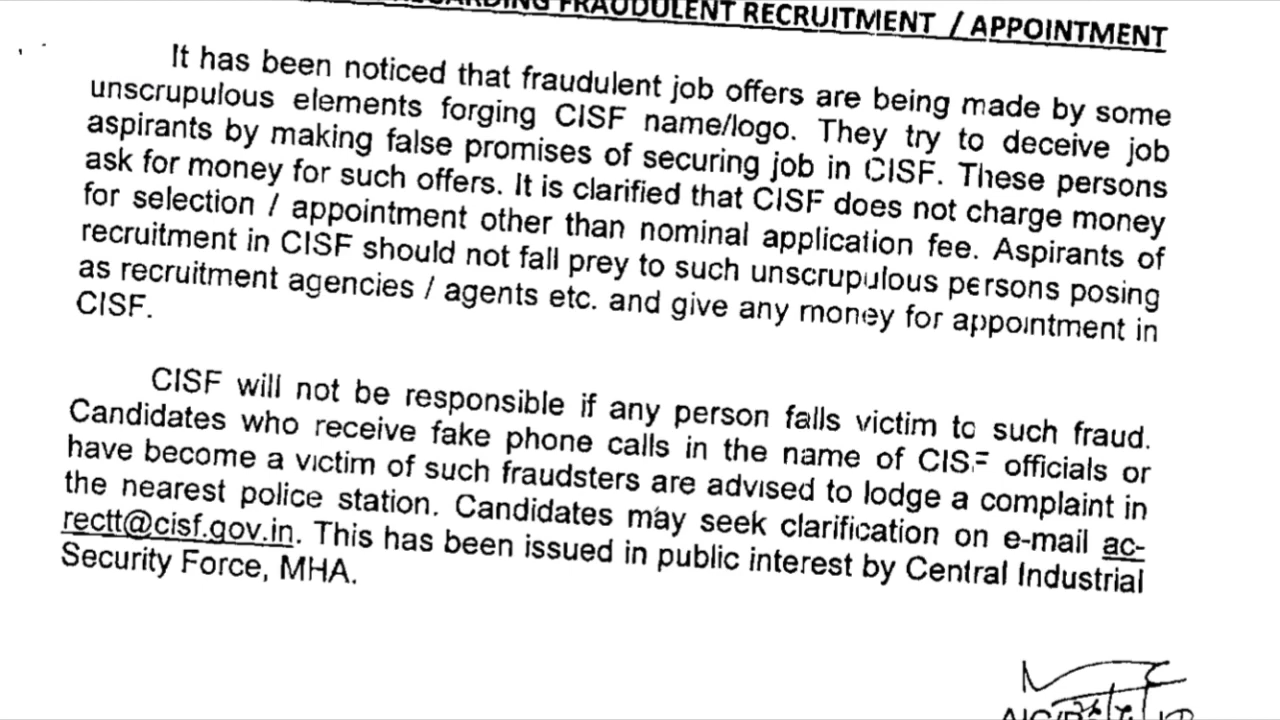 FRAUDULENT RECRUITMENT / APPOINTMENT
It has been noticed that fraudulent job offers are being made by some
unscrupulous elements forging CISF name/logo. They try to deceive job
aspirants by making false promises of securing job in CISF. These persons
ask for money for such offers. It is clarified that CISF does not charge money
for selection / appointment other than nominal application fee. Aspirants of
recruitment in CISF should not fall prey to such unscrupulous persons posing
as recruitment agencies / agents etc. and give any money for appointment in
CISF.
CISF will not be responsible if any person falls victim to such fraud.
Candidates who receive fake phone calls in the name of CISF officials or
have become a victim of such fraudsters are advised to lodge a complaint in
the nearest police station. Candidates may seek clarification on e-mail ac-
rectt@cisf.gov.in. This has been issued in public interest by Central Industrial
Security Force, MHA.